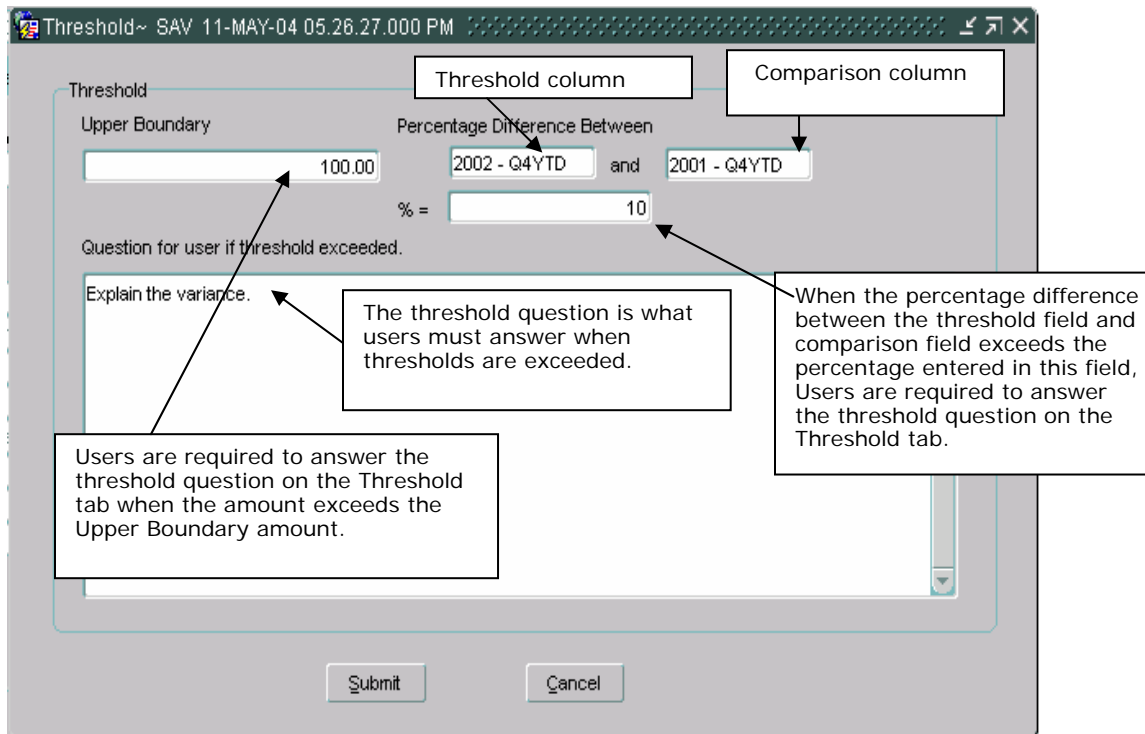 Threshold~ SAV 11-MAY-04 05.26.27.000 PM
Threshold column
Comparison column
Threshold
Upper Boundary
Percentage Difference Between
100.00
2002 - Q4YTD
and
2001 - Q4YTD
% =
10
Question for user if threshold exceeded.
Explain the variance.
The threshold question is what
users must answer when
thresholds are exceeded.
When the percentage difference
between the threshold field and
comparison field exceeds the
percentage entered in this field,
Users are required to answer
the threshold question on the
Threshold tab.
Users are required to answer the
threshold question on the Threshold
tab when the amount exceeds the
Upper Boundary amount.
Submit
Cancel